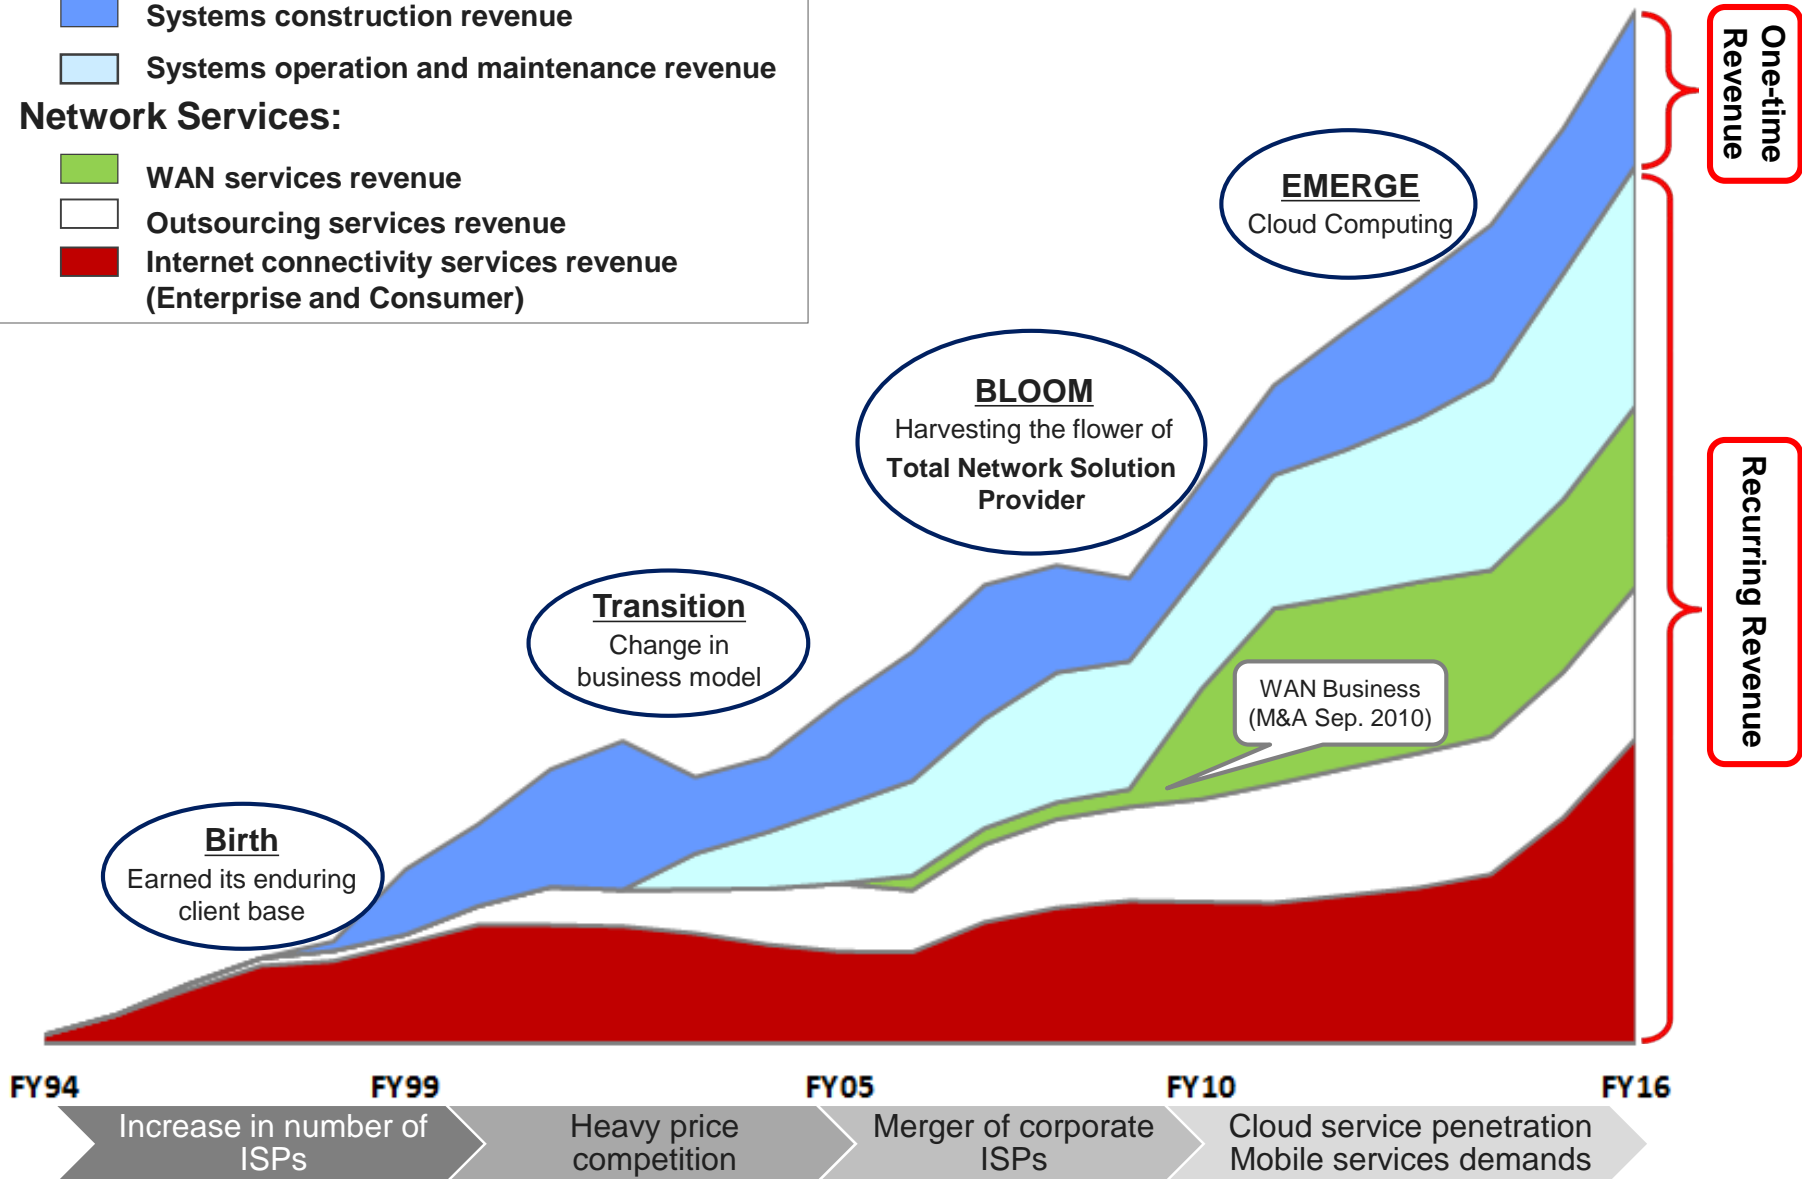 Systems construction revenue
Systems operation and maintenance revenue
Network Services:
WAN services revenue
Outsourcing services revenue
Internet connectivity services revenue
(Enterprise and Consumer)
One-time
Revenue
EMERGE
Cloud Computing
BLOOM
Harvesting the flower of
Total Network Solution
Provider
Recurring Revenue
Transition
Change in
business model
WAN Business
(M&A Sep. 2010)
Birth
Earned its enduring
client base
FY94 FY99 FY05 FY10 FY16
Increase in number of
ISPs
Heavy price
competition
Merger of corporate
ISPs
Cloud service penetration
Mobile services demands